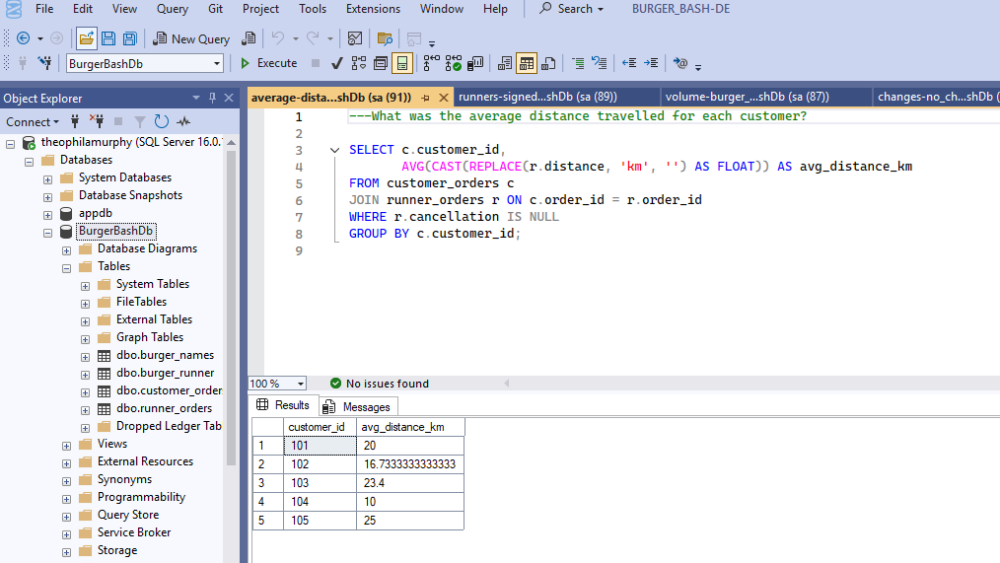 File Edit View Query Git Project Tools Extensions Window Help Search BURGER_BASH-DE
New Query
BurgerBashDb Execute
Object Explorer
Connect
theophilamurphy (SQL Server 16.0.
Databases
System Databases
Database Snapshots
appdb
BurgerBashDb
Database Diagrams
Tables
System Tables
FileTables
External Tables
Graph Tables
dbo.burger_names
dbo.burger_runner
dbo.customer_order
dbo.runner_orders
Dropped Ledger Tab
Views
External Resources
Synonyms
Programmability
Query Store
Service Broker
Storage
average-dista...shDb (sa (91)) runners-signed...shDb (sa (89)) volume-burger_...shDb (sa (87)) changes-no_ch...shDb (
1 ---What was the average distance travelled for each customer?
2
3 SELECT c.customer_id,
4 AVG(CAST(REPLACE(r.distance, 'km', '') AS FLOAT)) AS avg_distance_km
5 FROM customer_orders c
6 JOIN runner_orders r ON c.order_id = r.order_id
7 WHERE r.cancellation IS NULL
8 GROUP BY c.customer_id;
9
100 % No issues found
Results Messages
customer_id avg_distance_km
1 101 20
2 102 16.7333333333333
3 103 23.4
4 104 10
5 105 25